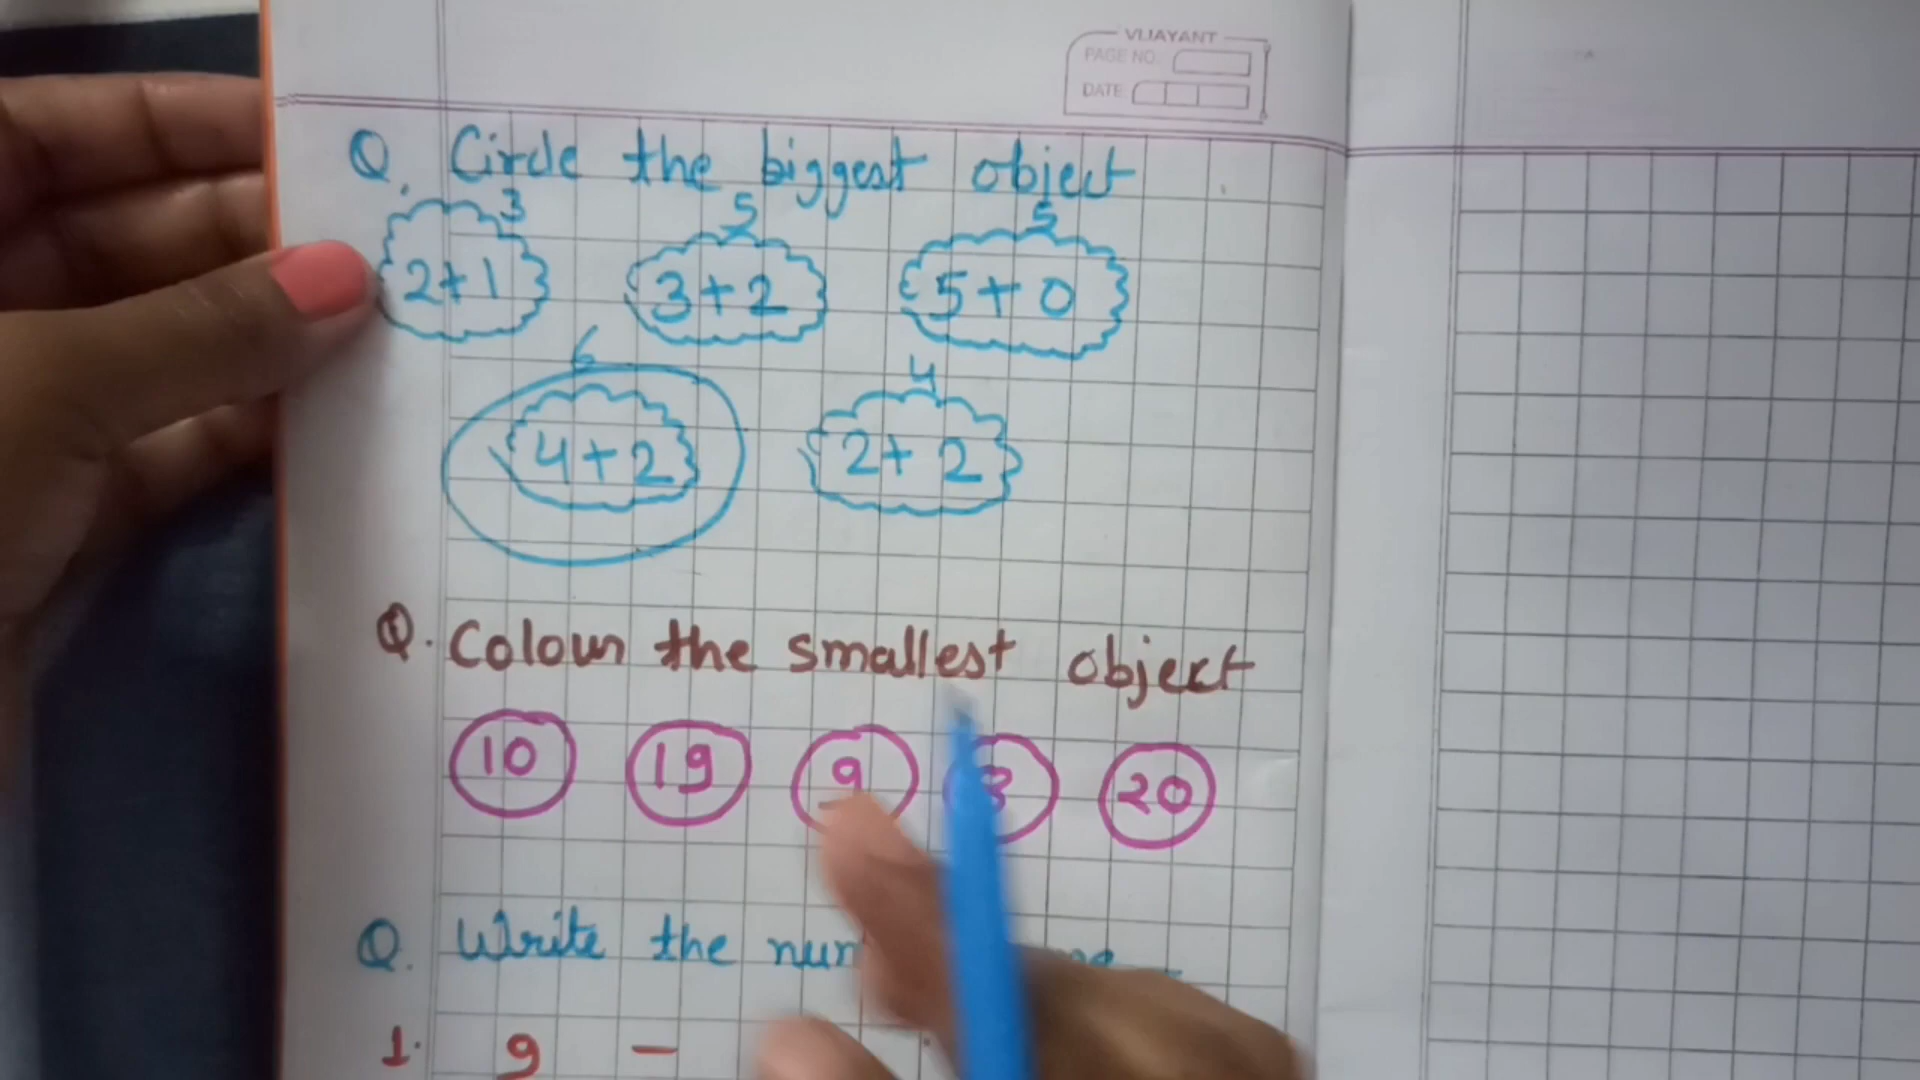 VIJAYANT
PAGE NO.
DATE
Q. Circle the biggest object
3 5 5
2+1 3+2 5+0
6 4
4+2 2+2
Q. Colour the smallest object
10 19 9 20
Q. Write the
1. 9 -